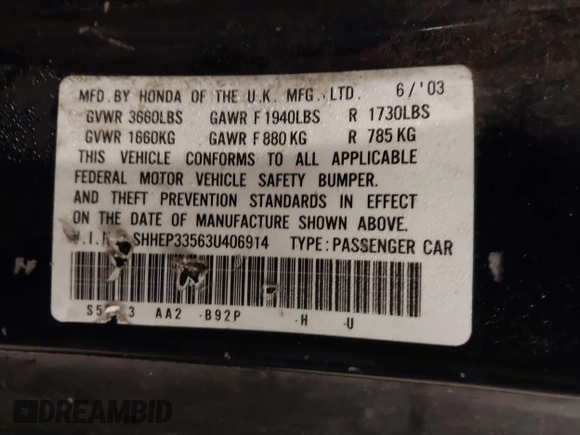 MFD. BY HONDA OF THE U.K. MFG., LTD. 6/'03
GVWR 3660LBS GAWR F 1940LBS R 1730LBS
GVWR 1660KG GAWR F 880 KG R 785 KG
THIS VEHICLE CONFORMS TO ALL APPLICABLE
FEDERAL MOTOR VEHICLE SAFETY BUMPER.
AND THEFT PREVENTION STANDARDS IN EFFECT
ON THE DATE OF MANUFACTURE SHOWN ABOVE.
SHHEP33563U406914 TYPE: PASSENGER CAR
AA2 -B92P -H -U
DREAMBID